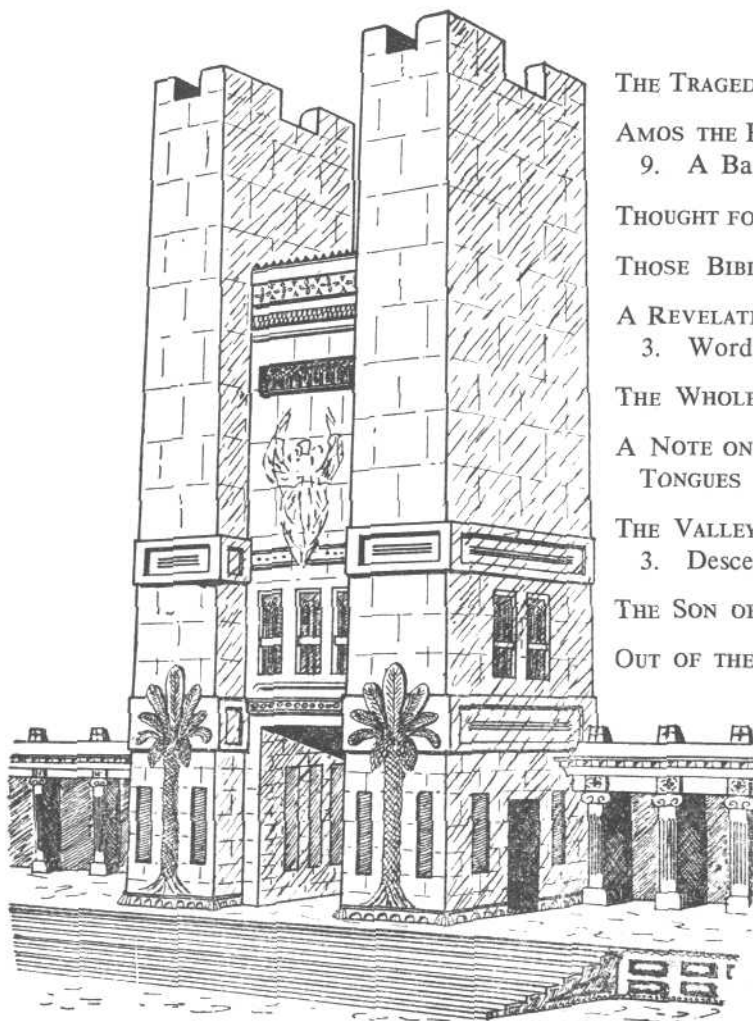 THE TRAGED
AMOS THE
9. A Ba
THOUGHT FO
THOSE BIBL
A REVELATI
3. Word
THE WHOLE
A NOTE ON
TONGUES
THE VALLEY
3. Desce
THE SON OF
OUT OF THE